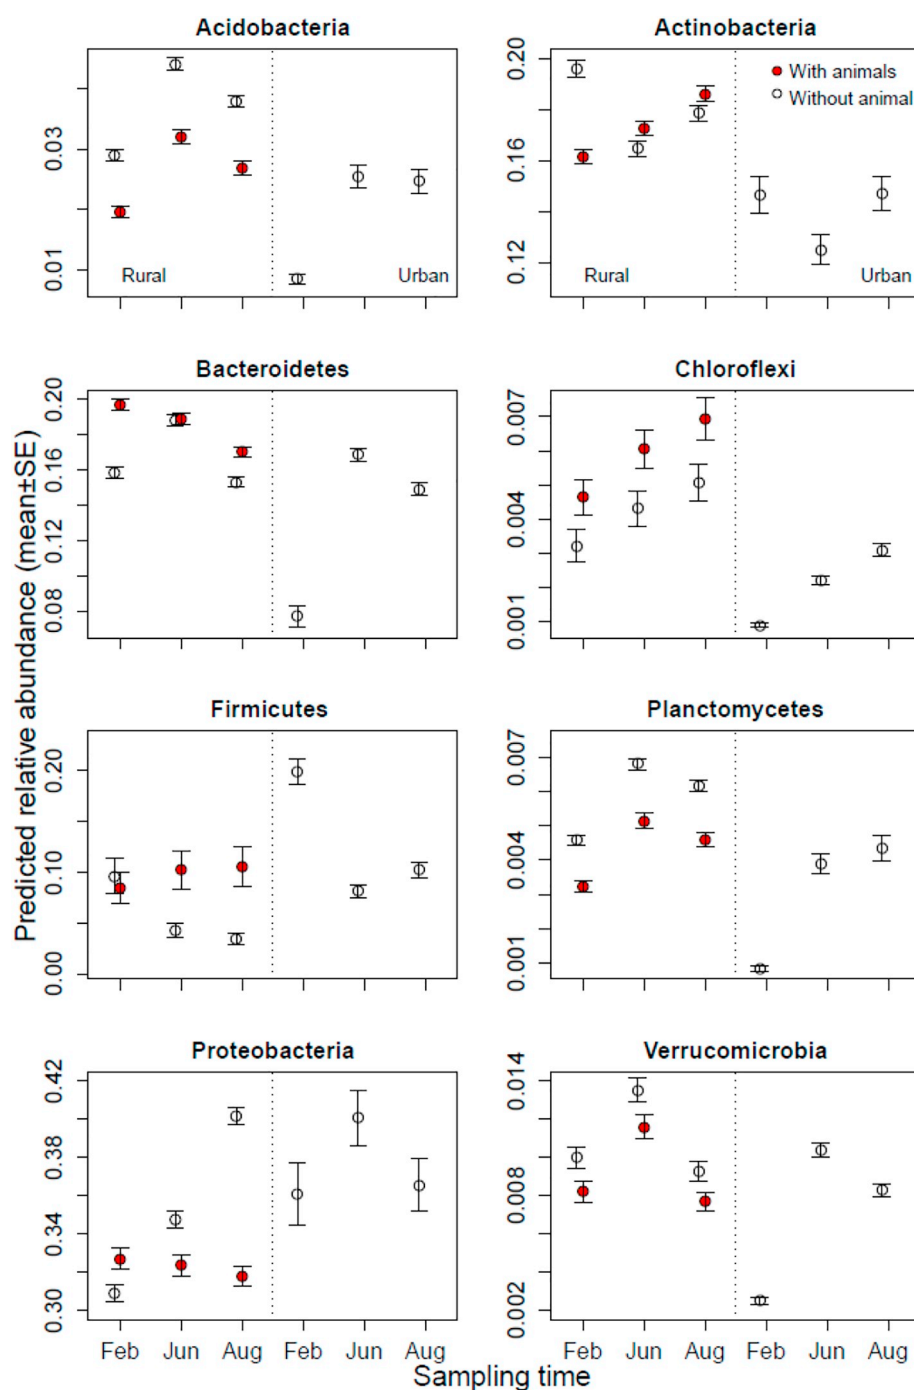 Acidobacteria
0.03
0.01
Rural
Urban
Actinobacteria
0.20
0.16
0.12
With animals
Without animal
Rural
Urban
Bacteroidetes
0.20
0.16
0.12
0.08
Chloroflexi
0.007
0.004
0.001
Predicted relative abundance (mean±SE)
Firmicutes
0.20
0.10
0.00
Planctomycetes
0.007
0.004
0.001
Proteobacteria
0.42
0.38
0.34
0.30
Verrucomicrobia
0.014
0.008
0.002
Feb Jun Aug Feb Jun Aug
Feb Jun Aug Feb Jun Aug
Sampling time